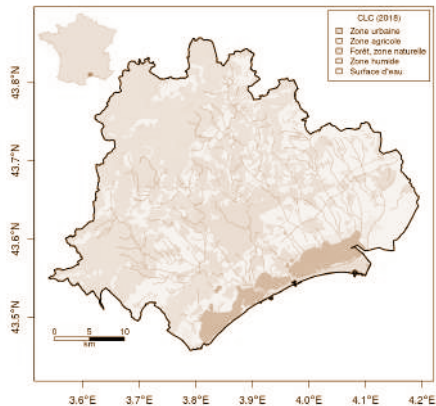 CLC (2018)
Zone urbaine
Zone agricole
Forêt, zone naturelle
Zone humide
Surface d'eau
43.8°N
43.7°N
43.6°N
43.5°N
0 5 10
km
3.6°E 3.7°E 3.8°E 3.9°E 4.0°E 4.1°E 4.2°E